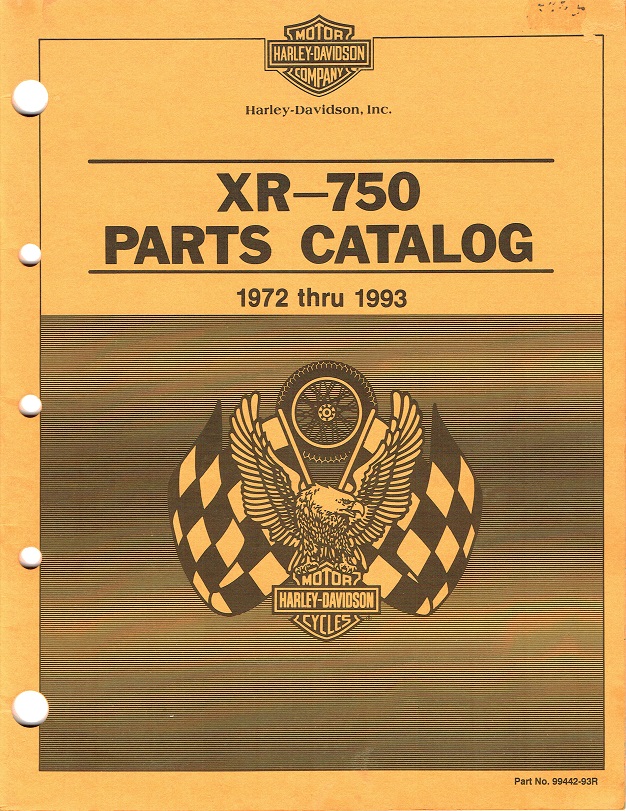 MOTOR
HARLEY-DAVIDSON
COMPANY
Harley-Davidson, Inc.
XR—750
PARTS CATALOG
1972 thru 1993
MOTOR
HARLEY-DAVIDSON
CYCLES
Part No. 99442-93R